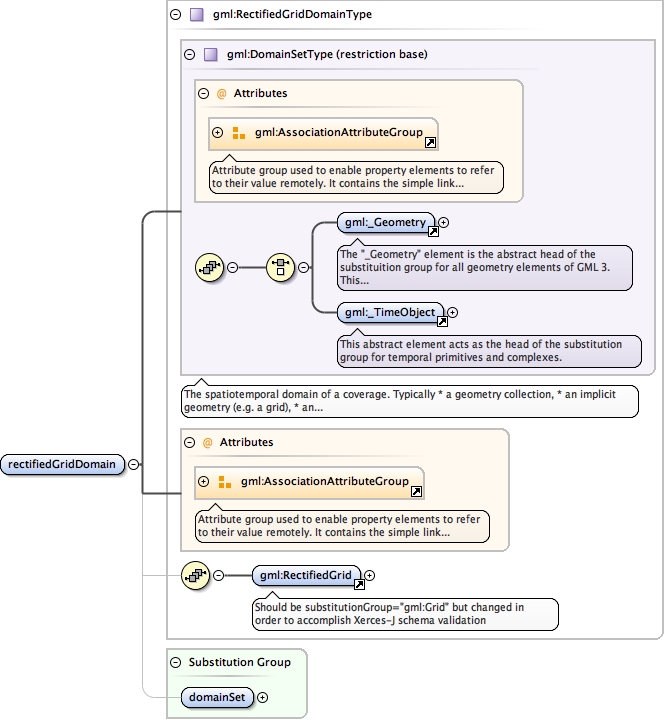 gml:RectifiedGridDomainType
gml:DomainSetType (restriction base)
@ Attributes
gml:AssociationAttributeGroup
Attribute group used to enable property elements to refer
to their value remotely. It contains the simple link...
gml:_Geometry
The "_Geometry" element is the abstract head of the
substituition group for all geometry elements of GML 3.
This...
gml:_TimeObject
This abstract element acts as the head of the substitution
group for temporal primitives and complexes.
The spatiotemporal domain of a coverage. Typically * a geometry collection, * an implicit
geometry (e.g. a grid), * an...
@ Attributes
rectifiedGridDomain
gml:AssociationAttributeGroup
Attribute group used to enable property elements to refer
to their value remotely. It contains the simple link...
gml:RectifiedGrid
Should be substitutionGroup="gml:Grid" but changed in
order to accomplish Xerces-J schema validation
Substitution Group
domainSet